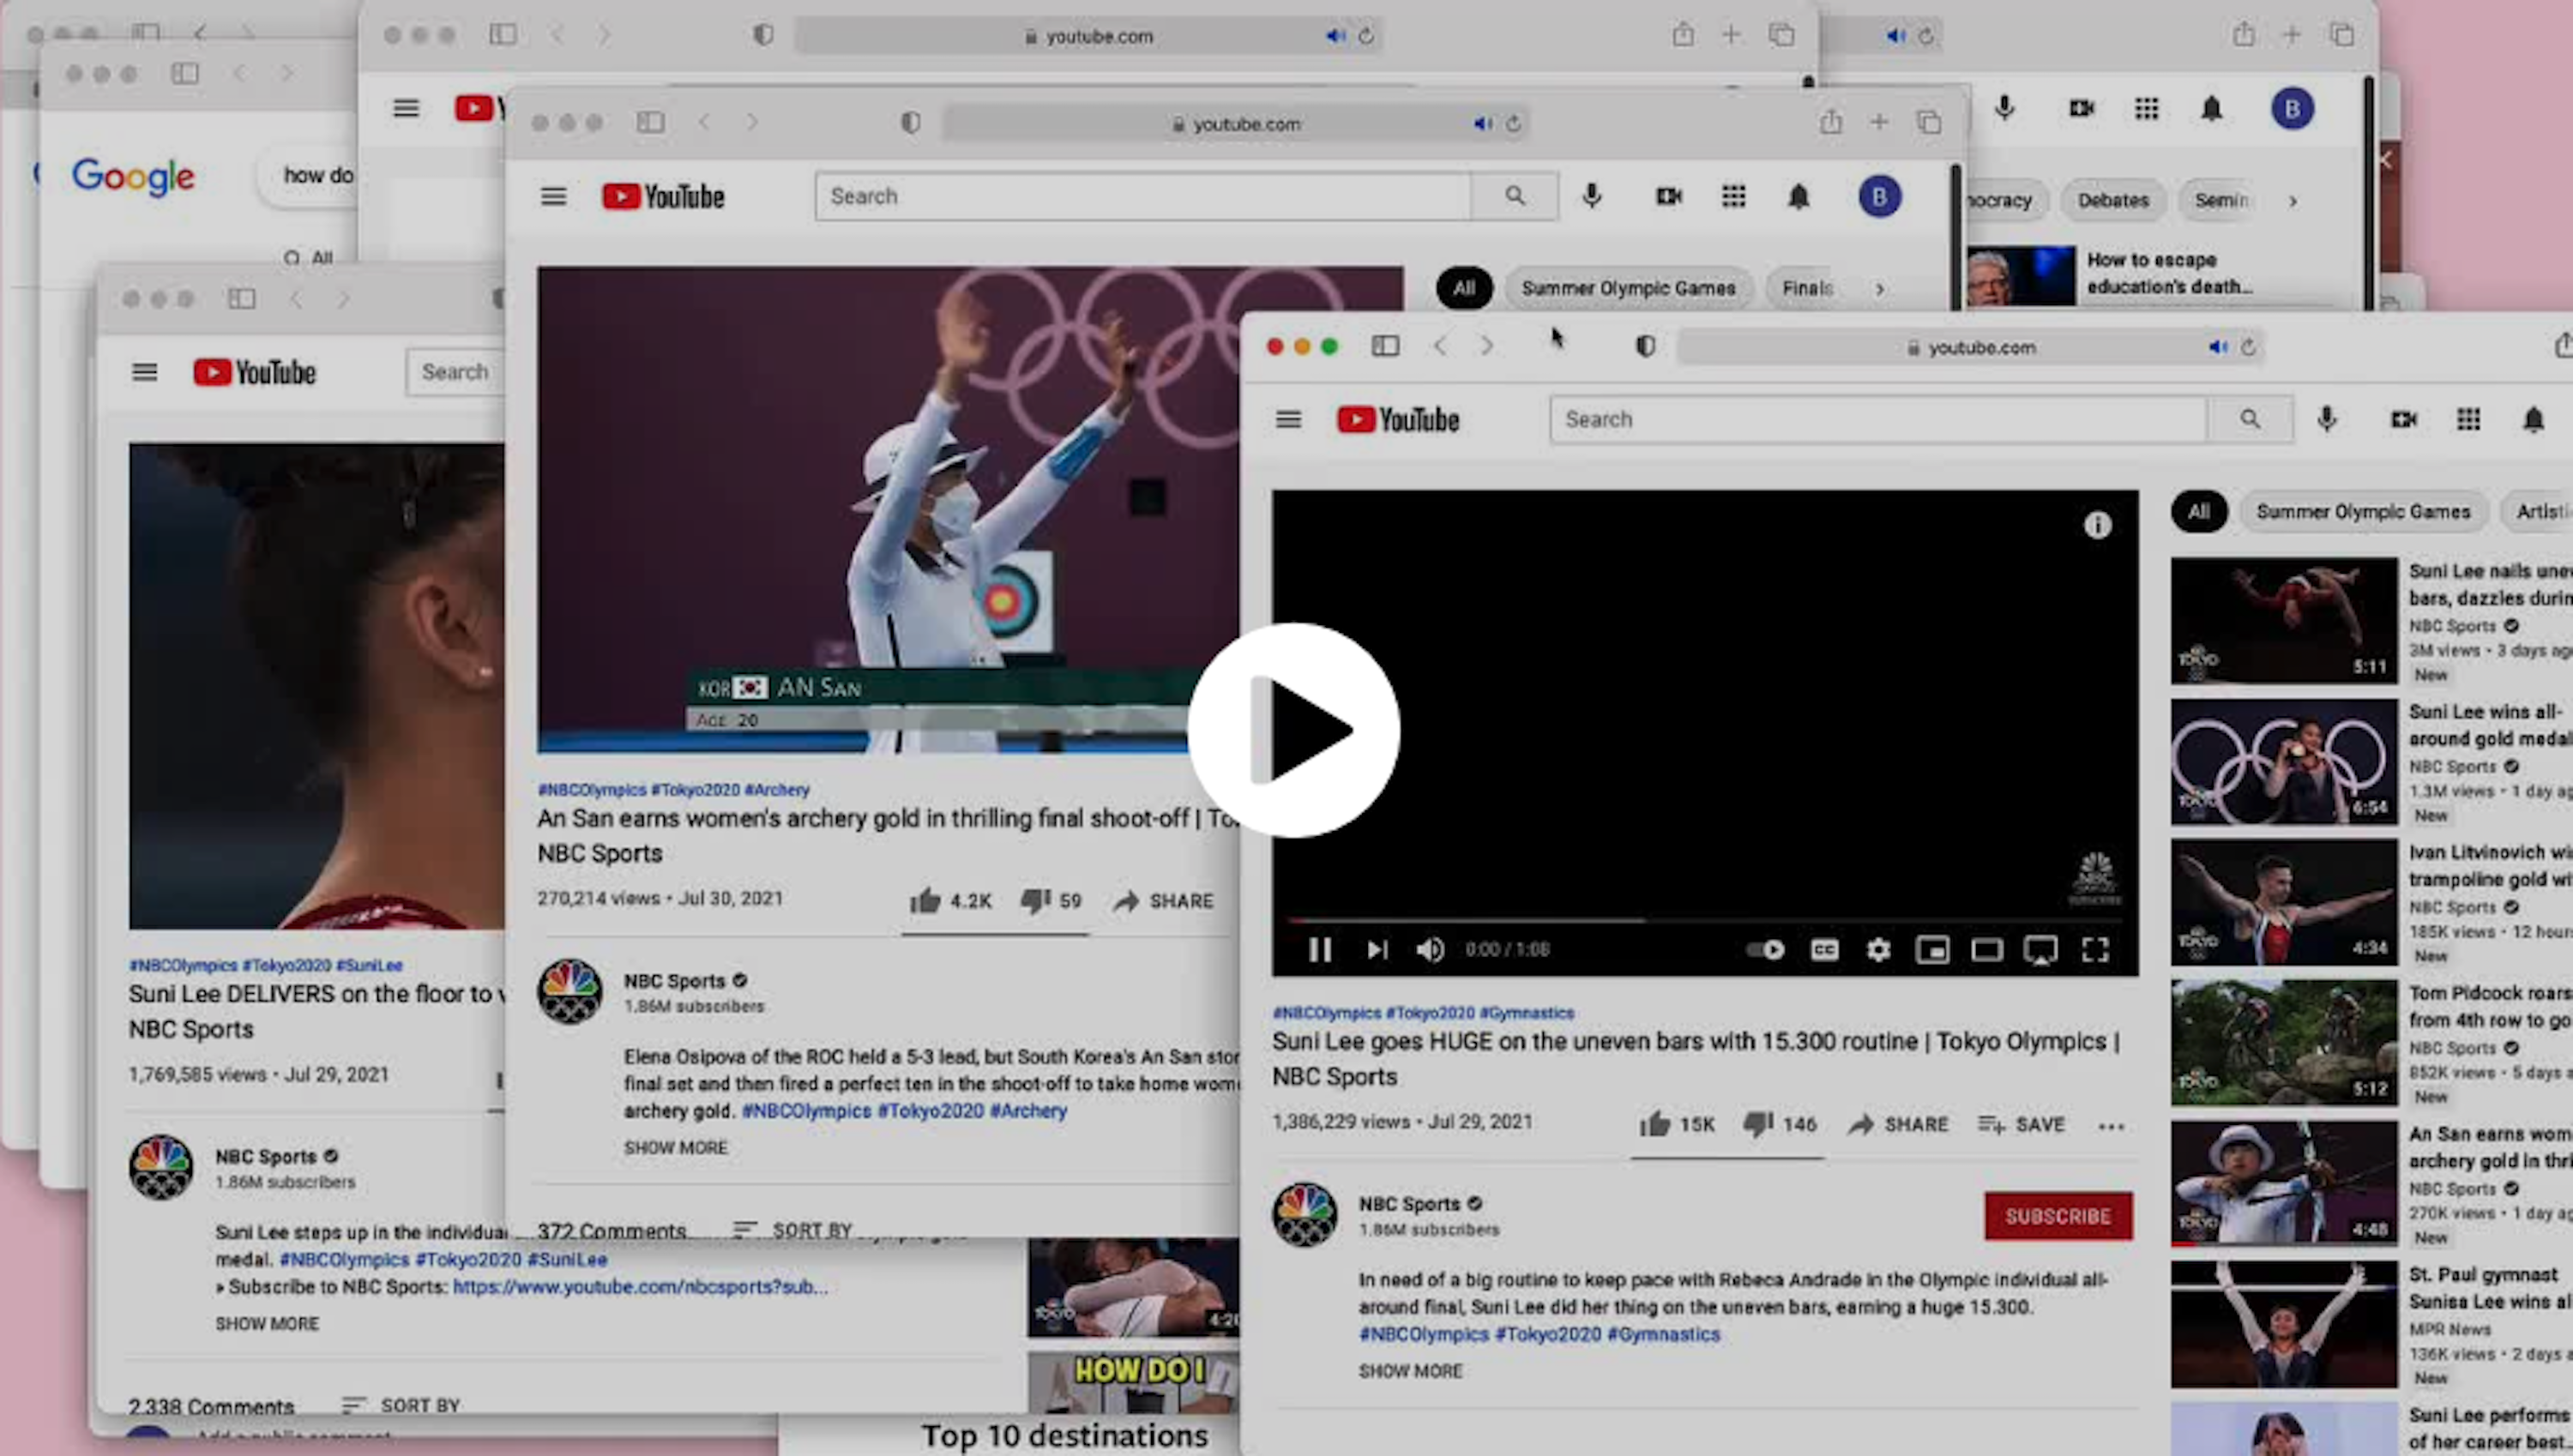 youtube.com
Google
how do
All
youtube.com
YouTube
Search
B
B
nocracy
Debates
Semin
How to escape
education's death...
All
Summer Olympic Games
Finals
YouTube
Search
KOR AN SAN
AGE 20
#NBCOlympics #Tokyo2020 #Archery
An San earns women's archery gold in thrilling final shoot-off | To
NBC Sports
270,214 views • Jul 30, 2021
4.2K
59
SHARE
NBC Sports
1.86M subscribers
Elena Osipova of the ROC held a 5-3 lead, but South Korea's An San stor
final set and then fired a perfect ten in the shoot-off to take home wom
archery gold. #NBCOlympics #Tokyo2020 #Archery
SHOW MORE
372 Comments
SORT BY
#NBCOlympics #Tokyo2020 #SuniLee
Suni Lee DELIVERS on the floor to
NBC Sports
1,769,585 views • Jul 29, 2021
NBC Sports
1.86M subscribers
Suni Lee steps up in the individua
medal. #NBCOlympics #Tokyo2020 #SuniLee
» Subscribe to NBC Sports: https://www.youtube.com/nbcsports?sub...
SHOW MORE
2,338 Comments
SORT BY
Add a public comment
HOW DO I
Top 10 destinations
youtube.com
YouTube
Search
CC
0:00 / 1:08
#NBCOlympics #Tokyo2020 #Gymnastics
Suni Lee goes HUGE on the uneven bars with 15.300 routine | Tokyo Olympics |
NBC Sports
1,386,229 views • Jul 29, 2021
15K
146
SHARE
SAVE
NBC Sports
1.86M subscribers
SUBSCRIBE
In need of a big routine to keep pace with Rebeca Andrade in the Olympic individual all-
around final, Suni Lee did her thing on the uneven bars, earning a huge 15.300.
#NBCOlympics #Tokyo2020 #Gymnastics
SHOW MORE
All
Summer Olympic Games
Artisti
Suni Lee nails unev
bars, dazzles durin
NBC Sports
3M views • 3 days ago
New
5:11
Suni Lee wins all-
around gold medal
NBC Sports
1.3M views • 1 day ag
New
6:54
Ivan Litvinovich wi
trampoline gold wi
NBC Sports
185K views • 12 hours
New
4:34
Tom Pidcock roars
from 4th row to go
NBC Sports
852K views • 5 days a
New
5:12
An San earns wom
archery gold in thri
NBC Sports
270K views • 1 day ag
New
4:48
St. Paul gymnast
Sunisa Lee wins al
MPR News
136K views • 2 days a
New
Suni Lee performs
of her career best